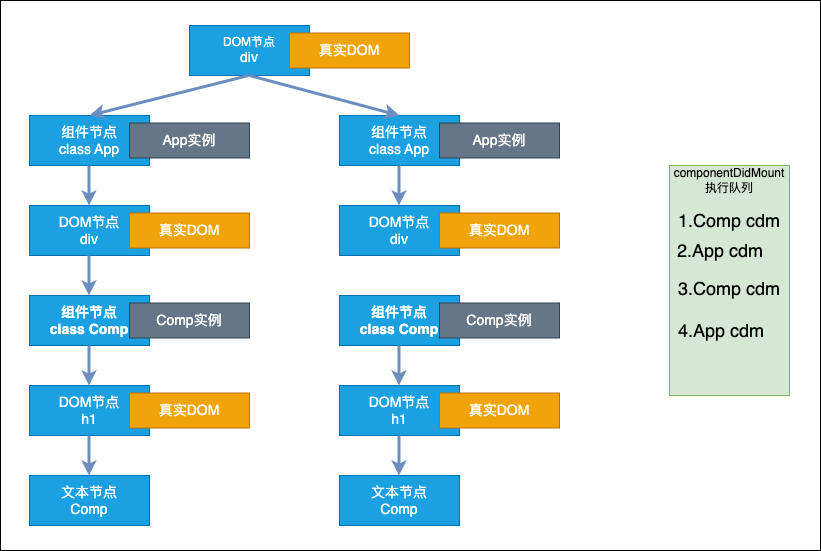 DOM节点
div
真实DOM
组件节点
class App
App实例
组件节点
class App
App实例
DOM节点
div
真实DOM
DOM节点
div
真实DOM
组件节点
class Comp
Comp实例
组件节点
class Comp
Comp实例
DOM节点
h1
真实DOM
DOM节点
h1
真实DOM
文本节点
Comp
文本节点
Comp
componentDidMount
执行队列
1.Comp cdm
2.App cdm
3.Comp cdm
4.App cdm